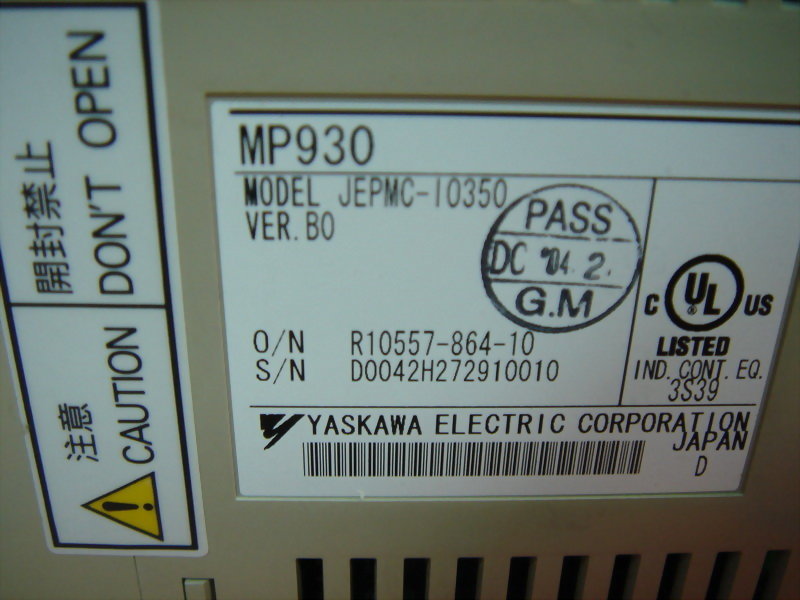 開封禁止
DON'T OPEN
注意
CAUTION
MP930
MODEL JEPMC-IO350
VER. B0
PASS
DC '04. 2.
G.M
O/N R10557-864-10
S/N D0042H272910010
C UL ® US
LISTED
IND. CONT. EQ.
3S39
YASKAWA ELECTRIC CORPORATION
JAPAN
D